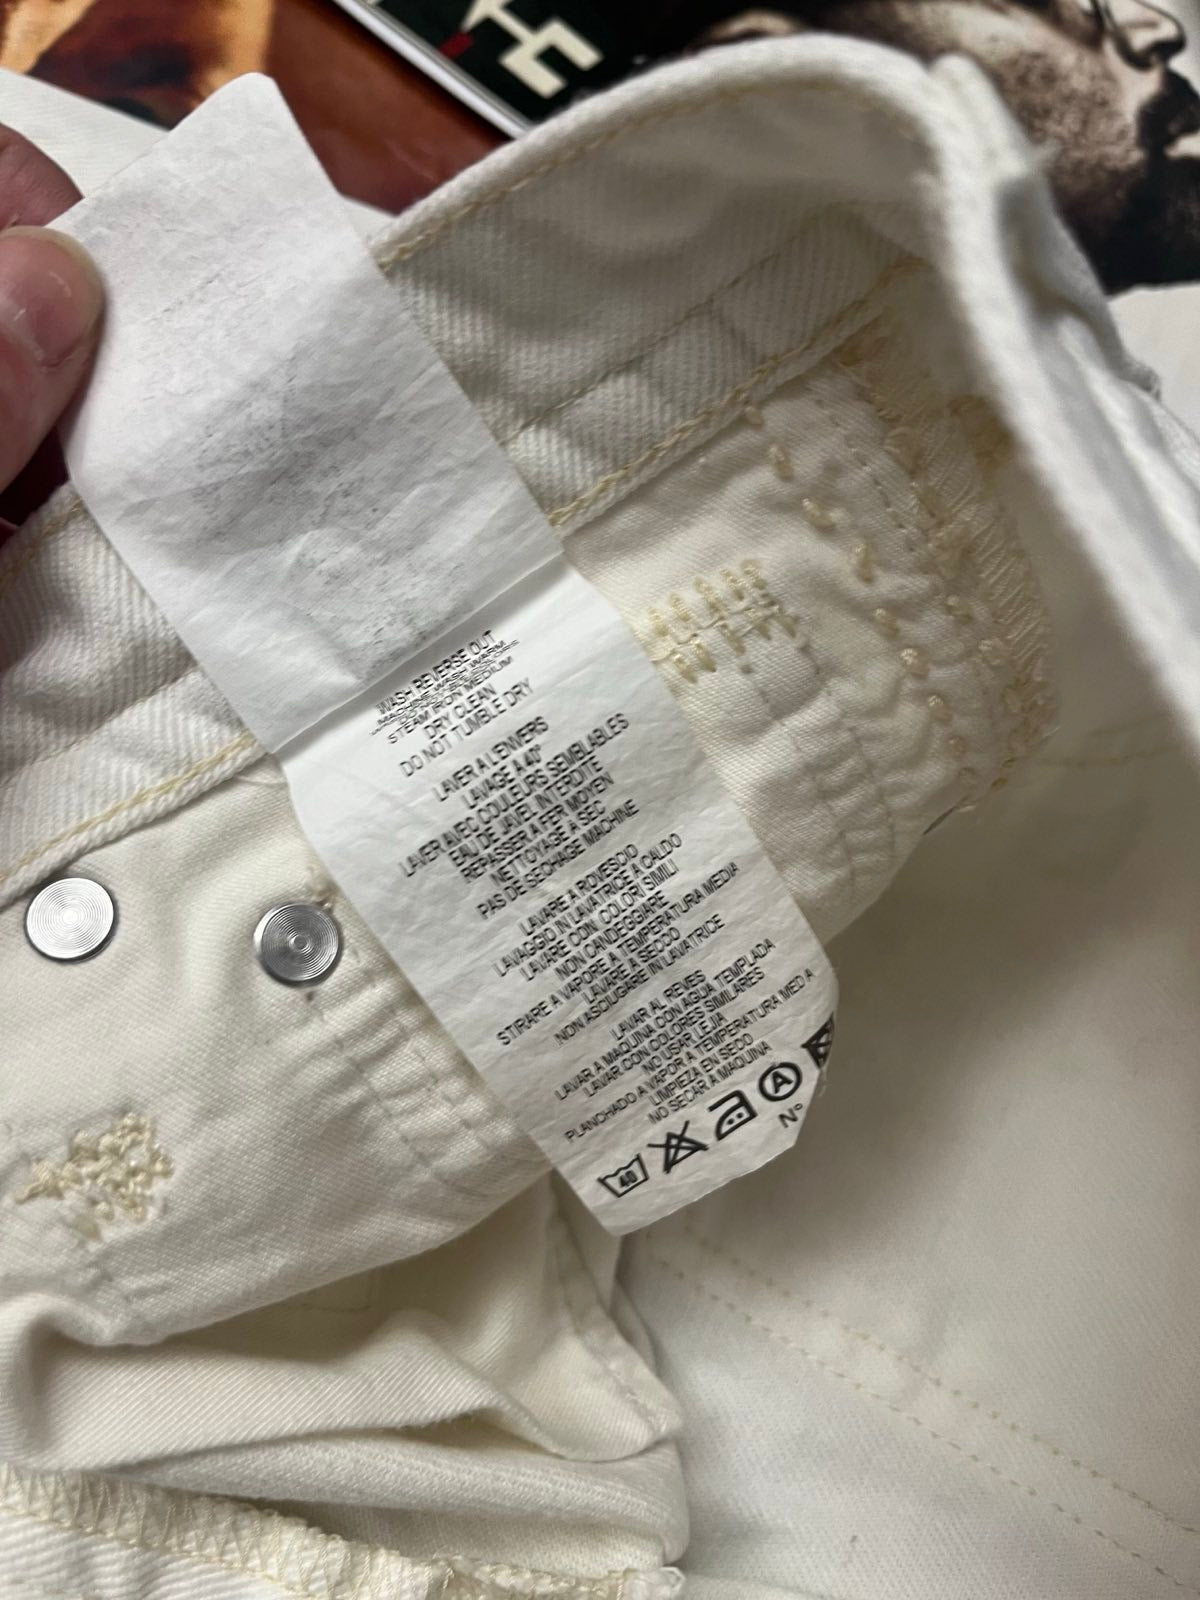 WASH REVERSE OUT
MACHINE WASH WARM
STEAM IRON MEDIUM
DRY CLEAN
DO NOT TUMBLE DRY
LAVER A L'ENVERS
LAVAGE A 40°
LAVER AVEC COULEURS SEMBLABLES
EAU DE JAVEL INTERDITE
REPASSER A FER MOYEN
NETTOYAGE À SEC
PAS DE SECHAGE MACHINE
LAVARE A ROVESCIO
LAVAGGIO IN LAVATRICE A CALDO
LAVARE CON COLORI SIMILI
NON CANDEGGIARE
STIRARE A VAPORE A TEMPERATURA MEDIA
LAVARE A SECCO
NON ASCIUGARE IN LAVATRICE
LAVAR AL REVES
LAVAR A MAQUINA CON AGUA TEMPLADA
LAVAR CON COLORES SIMILARES
NO USAR LEJIA
PLANCHADO A VAPOR A TEMPERATURA MEDIA
LIMPIEZA EN SECO
NO SECAR A MAQUINA
40 A
N°